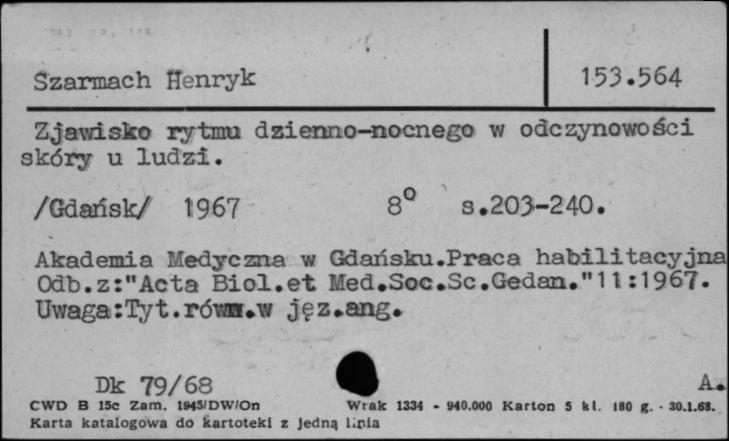 Szarmach Henryk 153.564
Zjawisko rytmu dzienno-nocnego w odczynowości
skóry u ludzi.
/Gdańsk/ 1967 8° s.203-240.
Akademia Medyczna w Gdańsku.Praca habilitacyjna
Odb.z:"Acta Biol.et Med.Soc.Sc.Gedan."11:1967.
Uwaga:Tyt.równ.w jęz.ang.
Dk 79/68 A.
CWD B 15c Zam. 1945/DW/On Wrak 1334 - 940.000 Karton 5 kl. 180 g. - 30.1.68.
Karta katalogowa do kartoteki z jedną linia